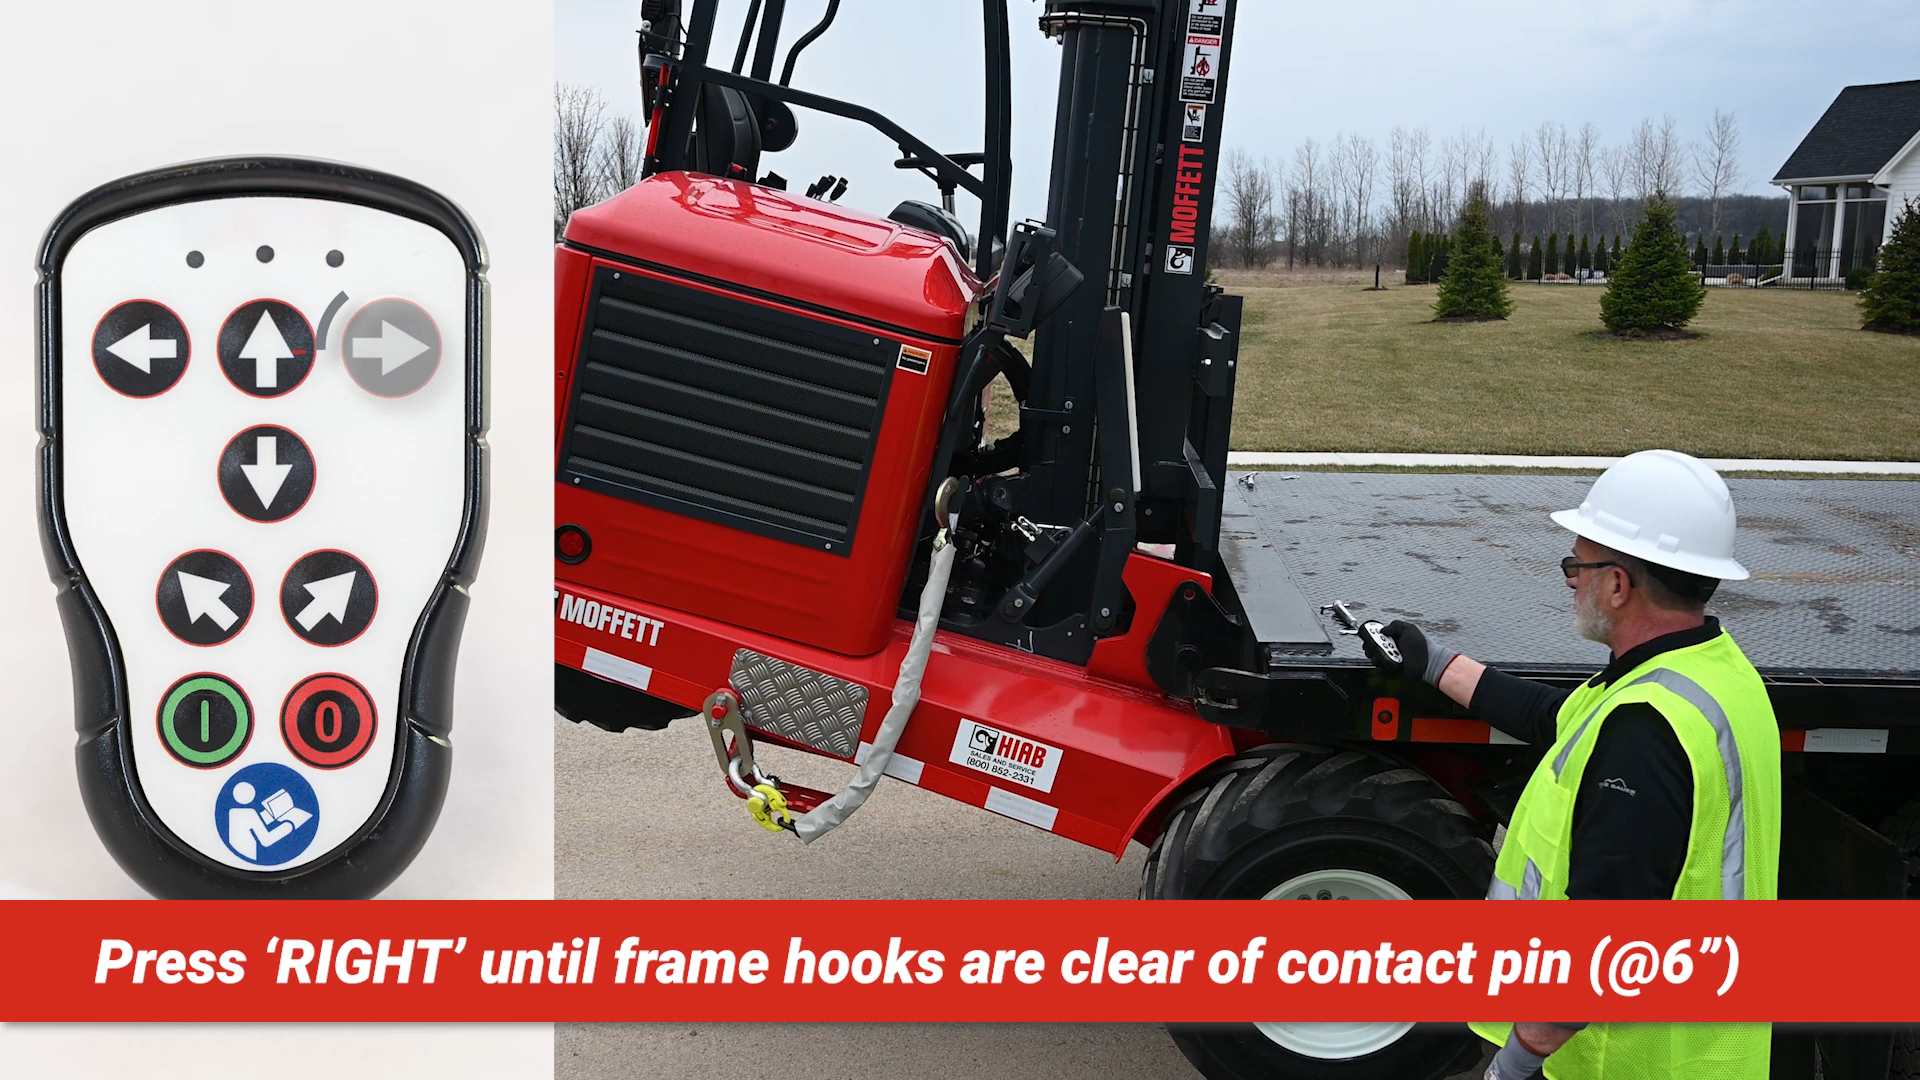 DANGER
MOFFETT
MOFFETT
HIAB
SALES AND SERVICE
(800) 852-2331
I
0
Press ‘RIGHT’ until frame hooks are clear of contact pin (@6”)